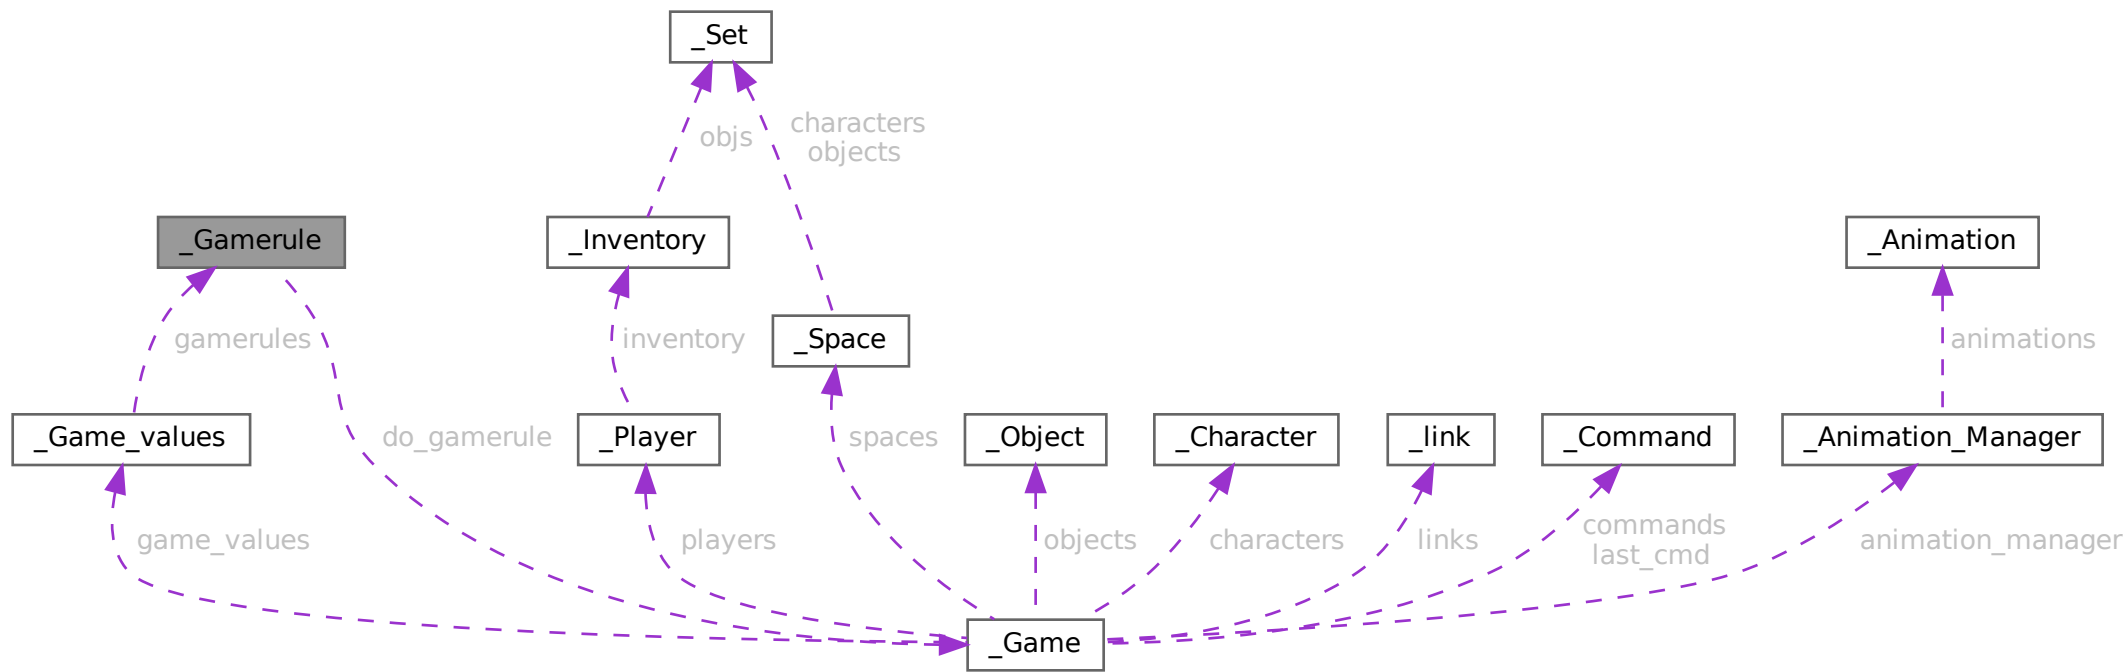 _Set
objs
characters
objects
_Gamerule
_Inventory
_Animation
gamerules
inventory
_Space
animations
_Game_values
do_gamerule
_Player
spaces
_Object
_Character
_link
_Command
_Animation_Manager
game_values
players
objects
characters
links
commands
last_cmd
animation_manager
_Game